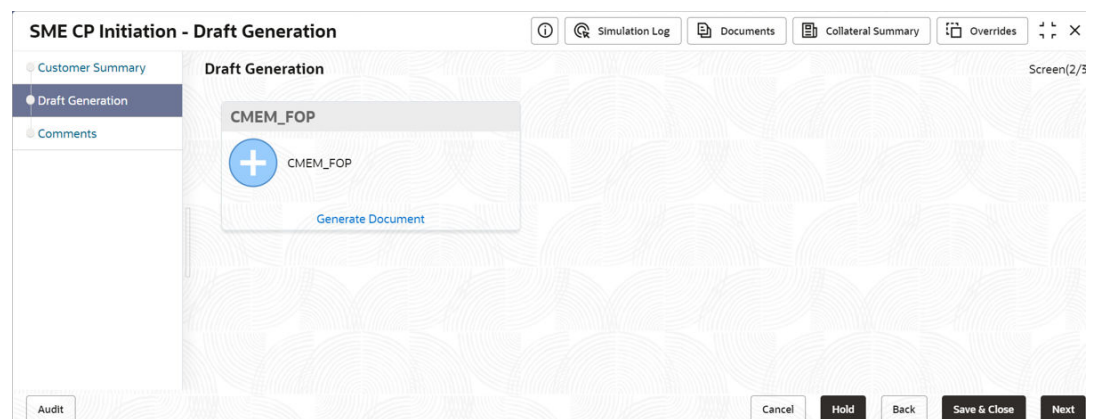 SME CP Initiation - Draft Generation
Simulation Log
Documents
Collateral Summary
Overrides
Customer Summary
Draft Generation
Comments
Draft Generation
Screen(2/3
CMEM_FOP
CMEM_FOP
Generate Document
Audit
Cancel
Hold
Back
Save & Close
Next